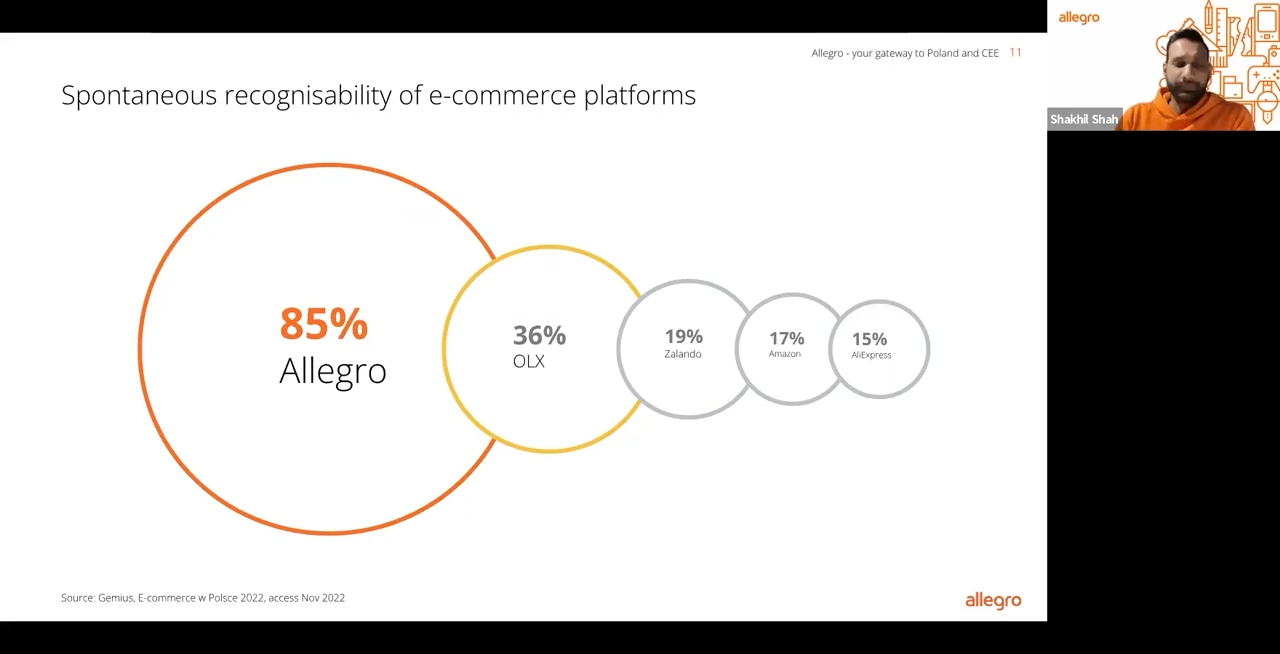 Allegro - your gateway to Poland and CEE 11
allegro
Shakhil Shah
Spontaneous recognisability of e-commerce platforms
85%
Allegro
36%
OLX
19%
Zalando
17%
Amazon
15%
AliExpress
Source: Gemius, E-commerce w Polsce 2022, access Nov 2022
allegro